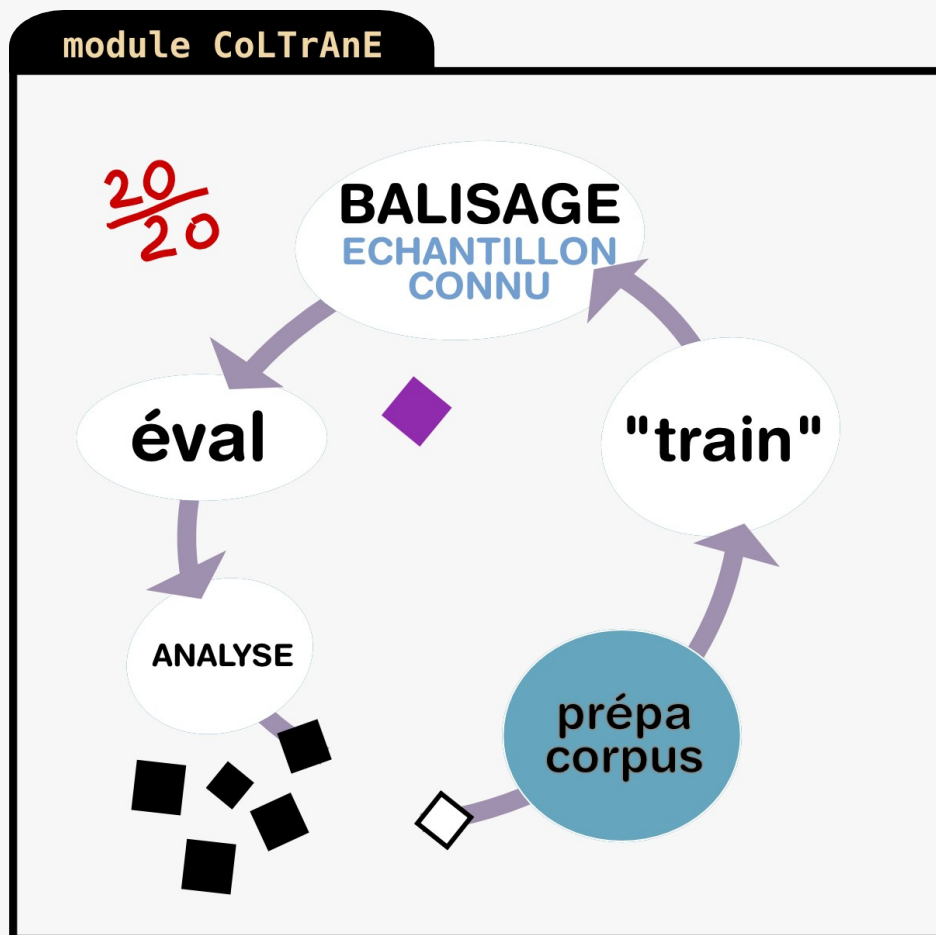 module CoLTrAnE
20
20
BALISAGE
ECHANTILLON
CONNU
éval
"train"
ANALYSE
prépa
corpus